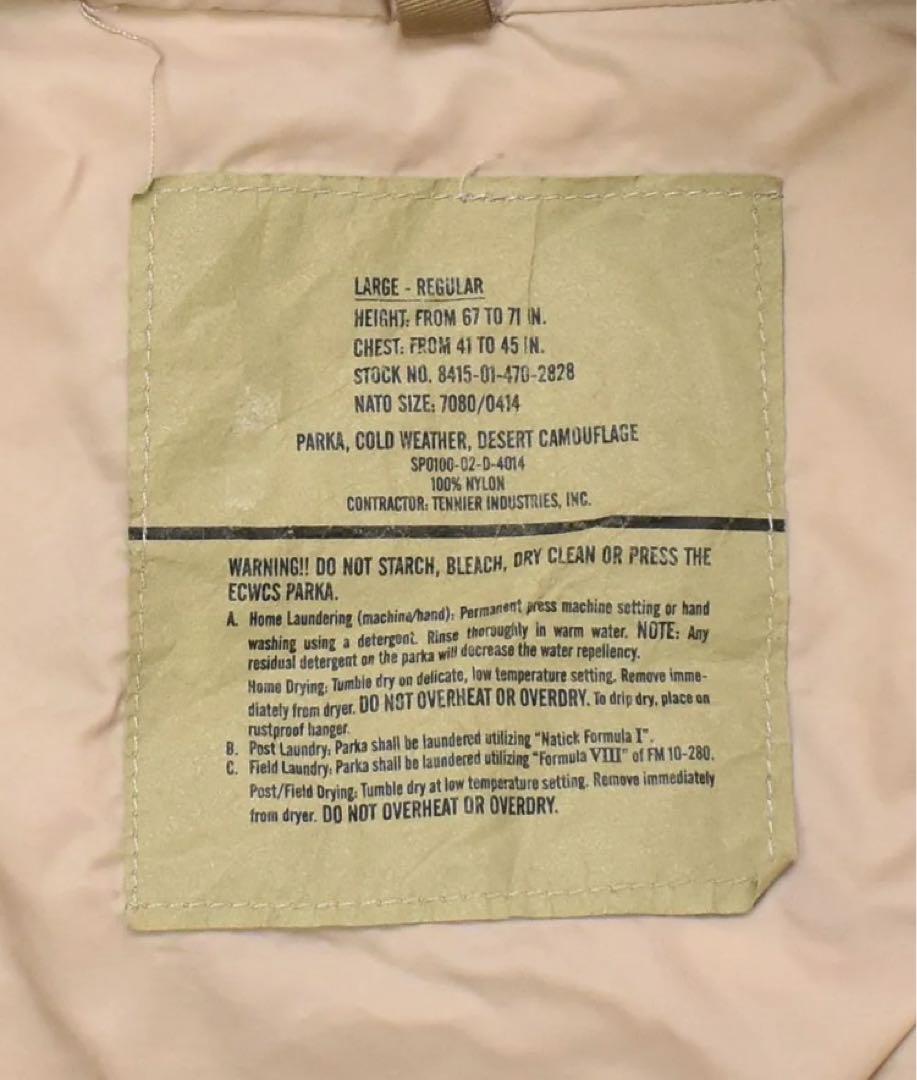 LARGE - REGULAR
HEIGHT: FROM 67 TO 71 IN.
CHEST: FROM 41 TO 45 IN.
STOCK NO. 8415-01-470-2828
NATO SIZE: 7080/0414
PARKA, COLD WEATHER, DESERT CAMOUFLAGE
SP0100-02-D-4014
100% NYLON
CONTRACTOR: TENNIER INDUSTRIES, INC.
WARNING!! DO NOT STARCH, BLEACH, DRY CLEAN OR PRESS THE
ECWCS PARKA.
A. Home Laundering (machine/hand): Permanent press machine setting or hand
washing using a detergent. Rinse thoroughly in warm water. NOTE: Any
residual detergent on the parka will decrease the water repellency.
Home Drying: Tumble dry on delicate, low temperature setting. Remove imme-
diately from dryer. DO NOT OVERHEAT OR OVERDRY. To drip dry, place on
rustproof hanger.
B. Post Laundry: Parka shall be laundered utilizing "Natick Formula I".
C. Field Laundry: Parka shall be laundered utilizing "Formula VIII" of FM 10-280.
Post/Field Drying: Tumble dry at low temperature setting. Remove immediately
from dryer. DO NOT OVERHEAT OR OVERDRY.